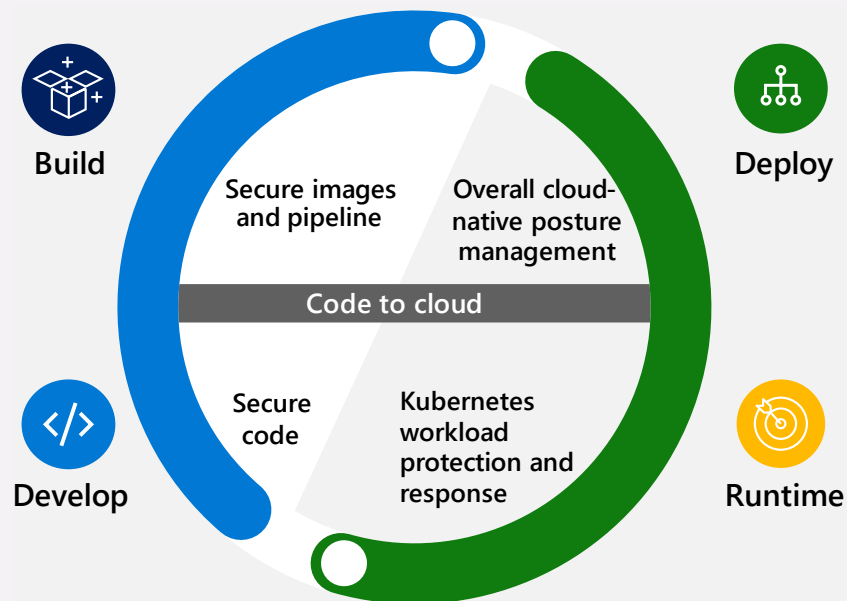 Build
Deploy
Secure images
and pipeline
Overall cloud-
native posture
management
Code to cloud
Secure
code
Kubernetes
workload
protection and
response
Develop
Runtime